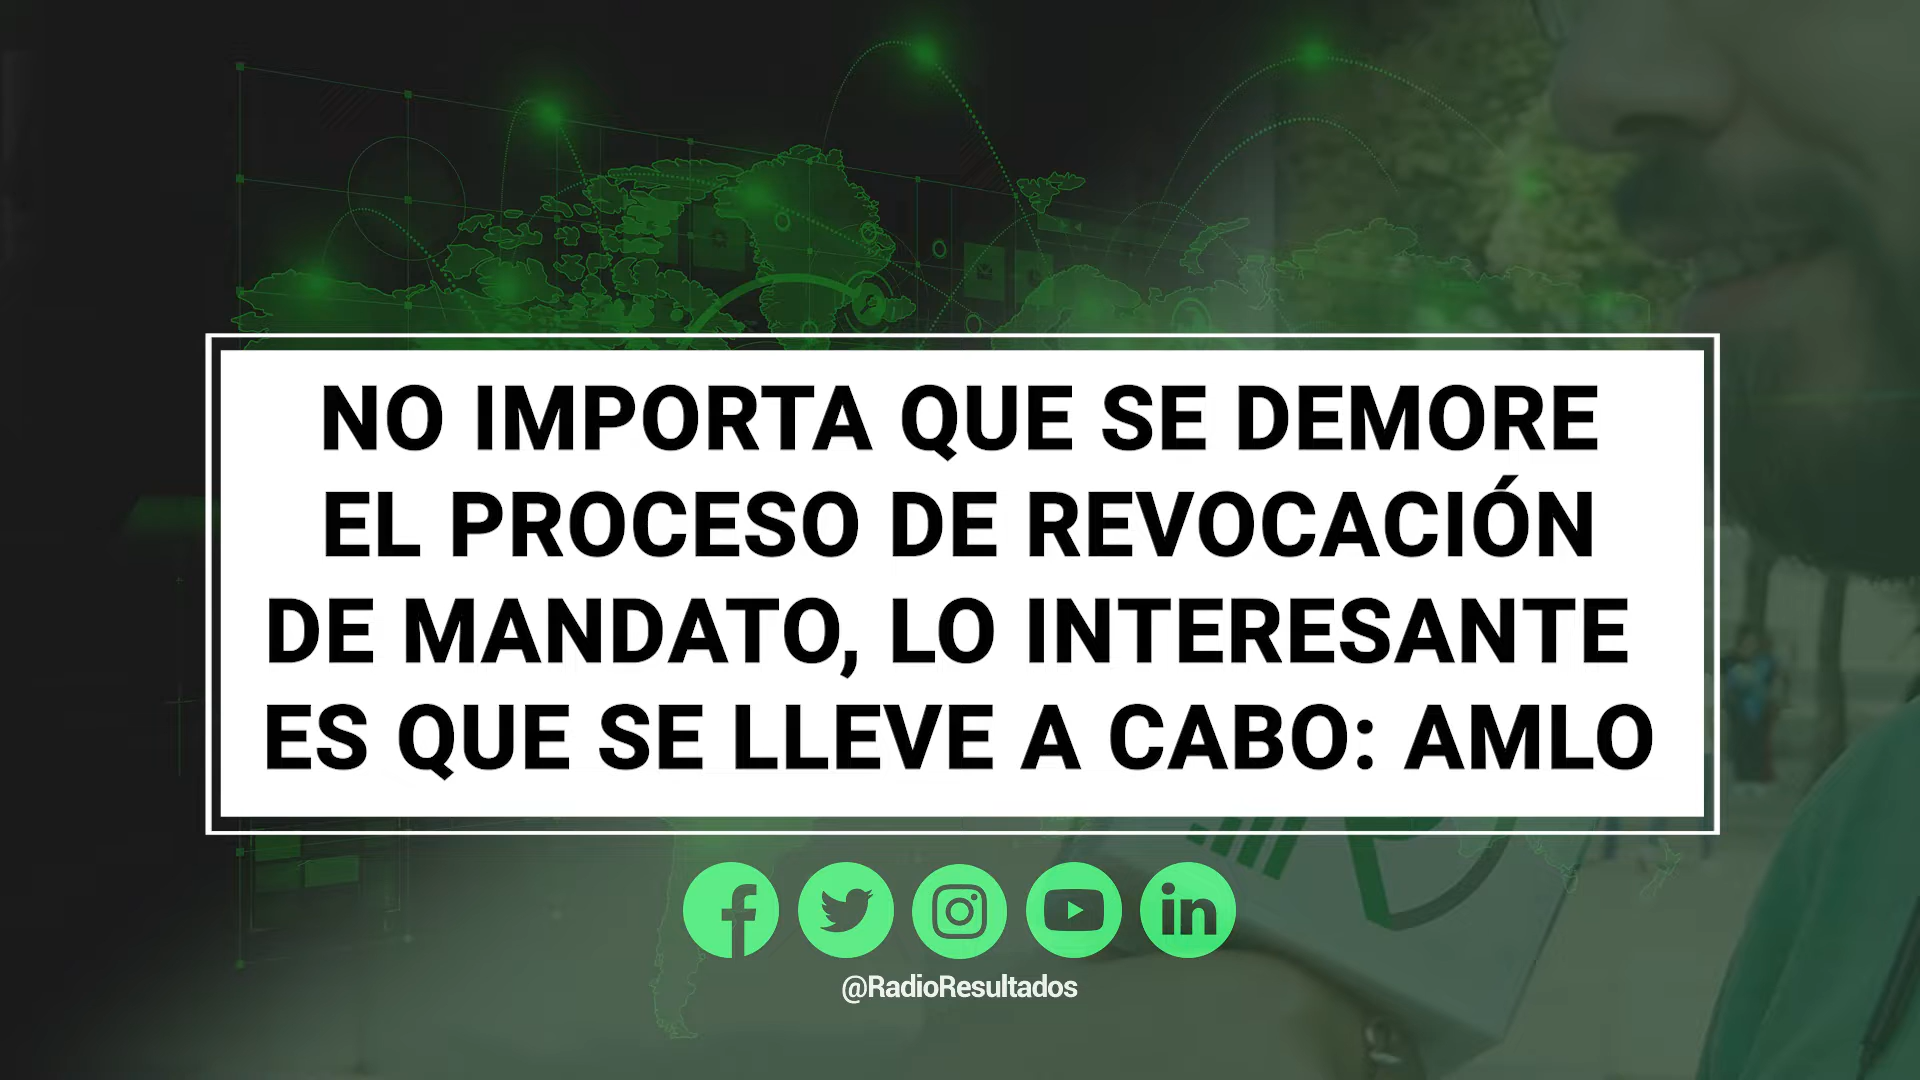 NO IMPORTA QUE SE DEMORE
EL PROCESO DE REVOCACIÓN
DE MANDATO, LO INTERESANTE
ES QUE SE LLEVE A CABO: AMLO
@RadioResultados